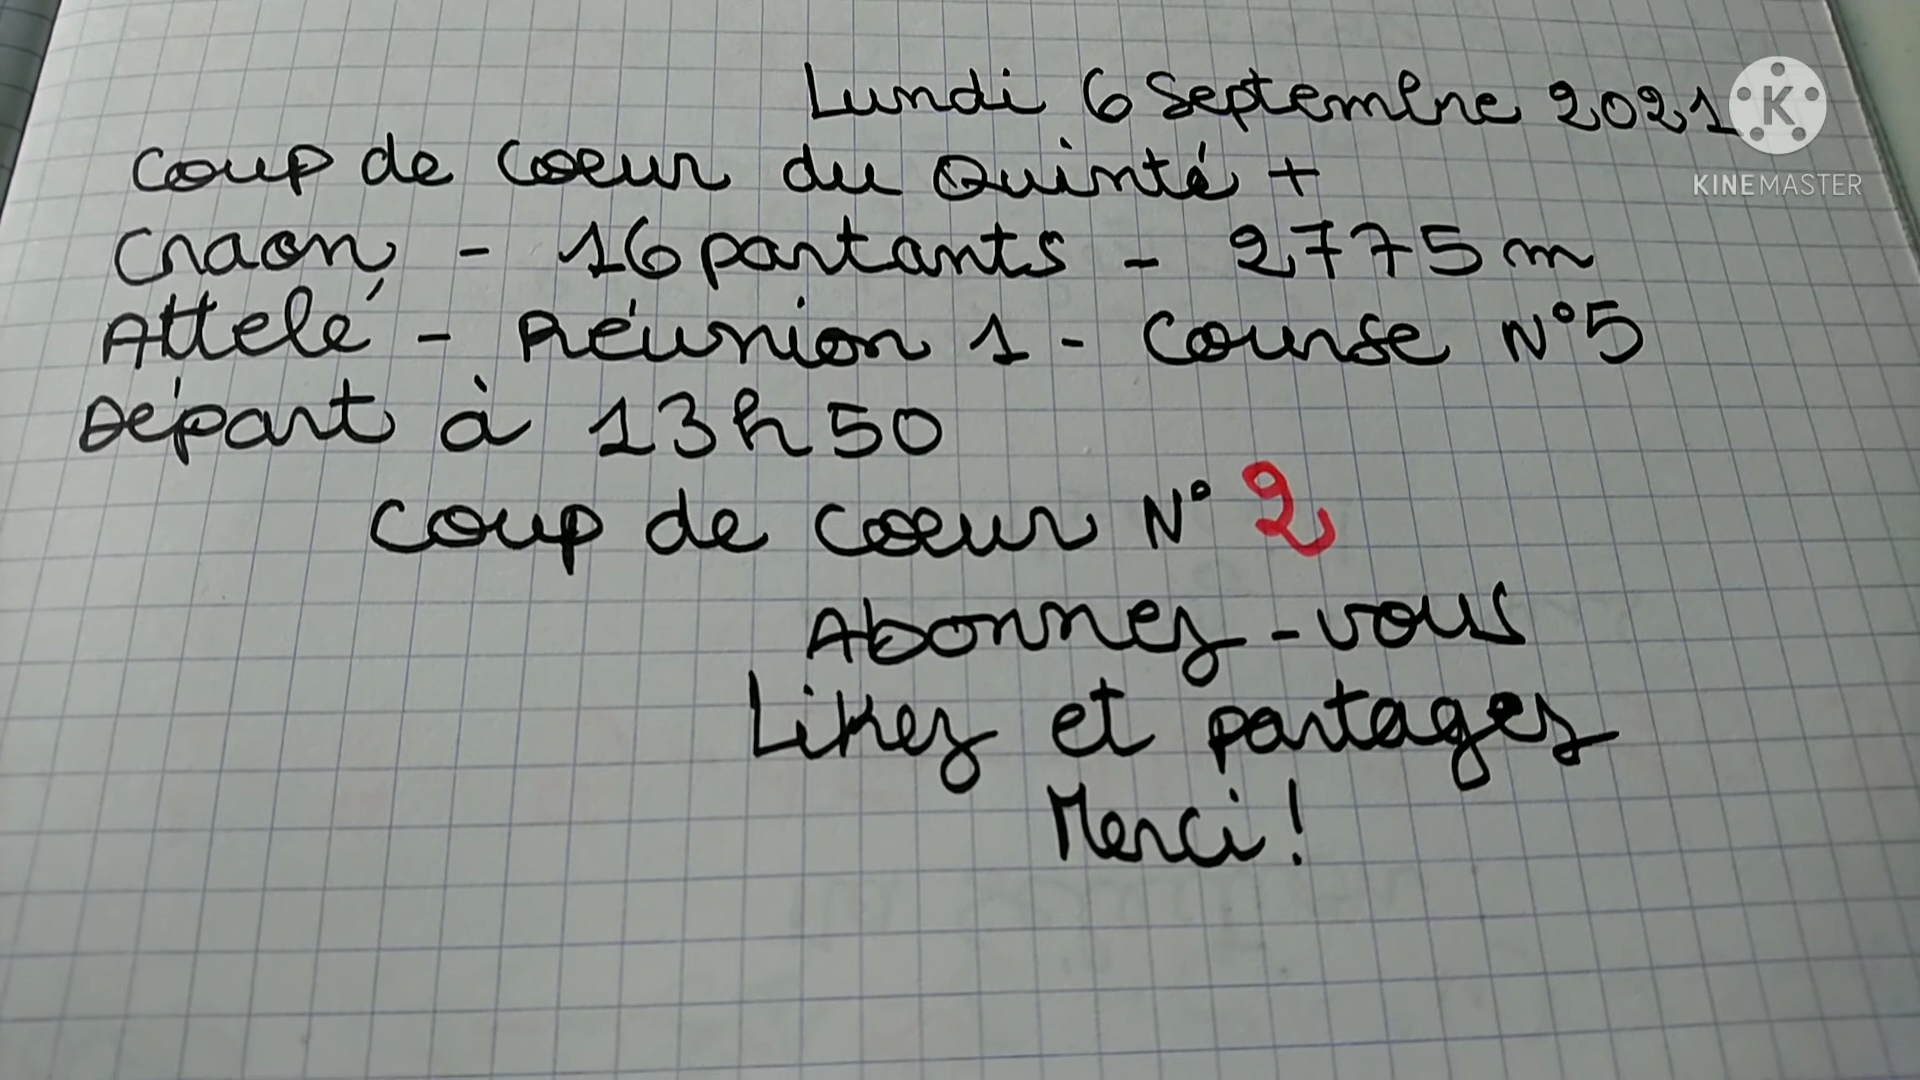 Lundi 6 Septembre 2021
Coup de coeur du Quinté +
Craon - 16 partants - 2775 m
Attelé - Réunion 1 - Course N°5
Départ à 13h50
Coup de coeur N° 2
Abonnez-vous
Likez et partagez
Merci !
K
KINEMASTER